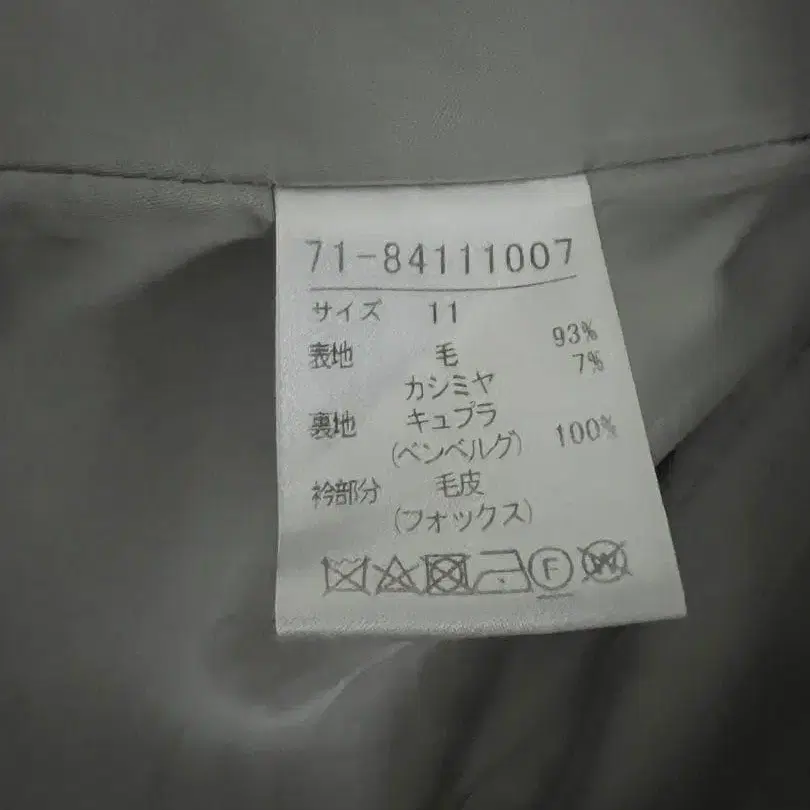 71-84111007
サイズ 11
表地 毛 93%
カシミヤ 7%
裏地 キュプラ 100%
(ベンベルグ)
衿部分 毛皮
(フォックス)
F W